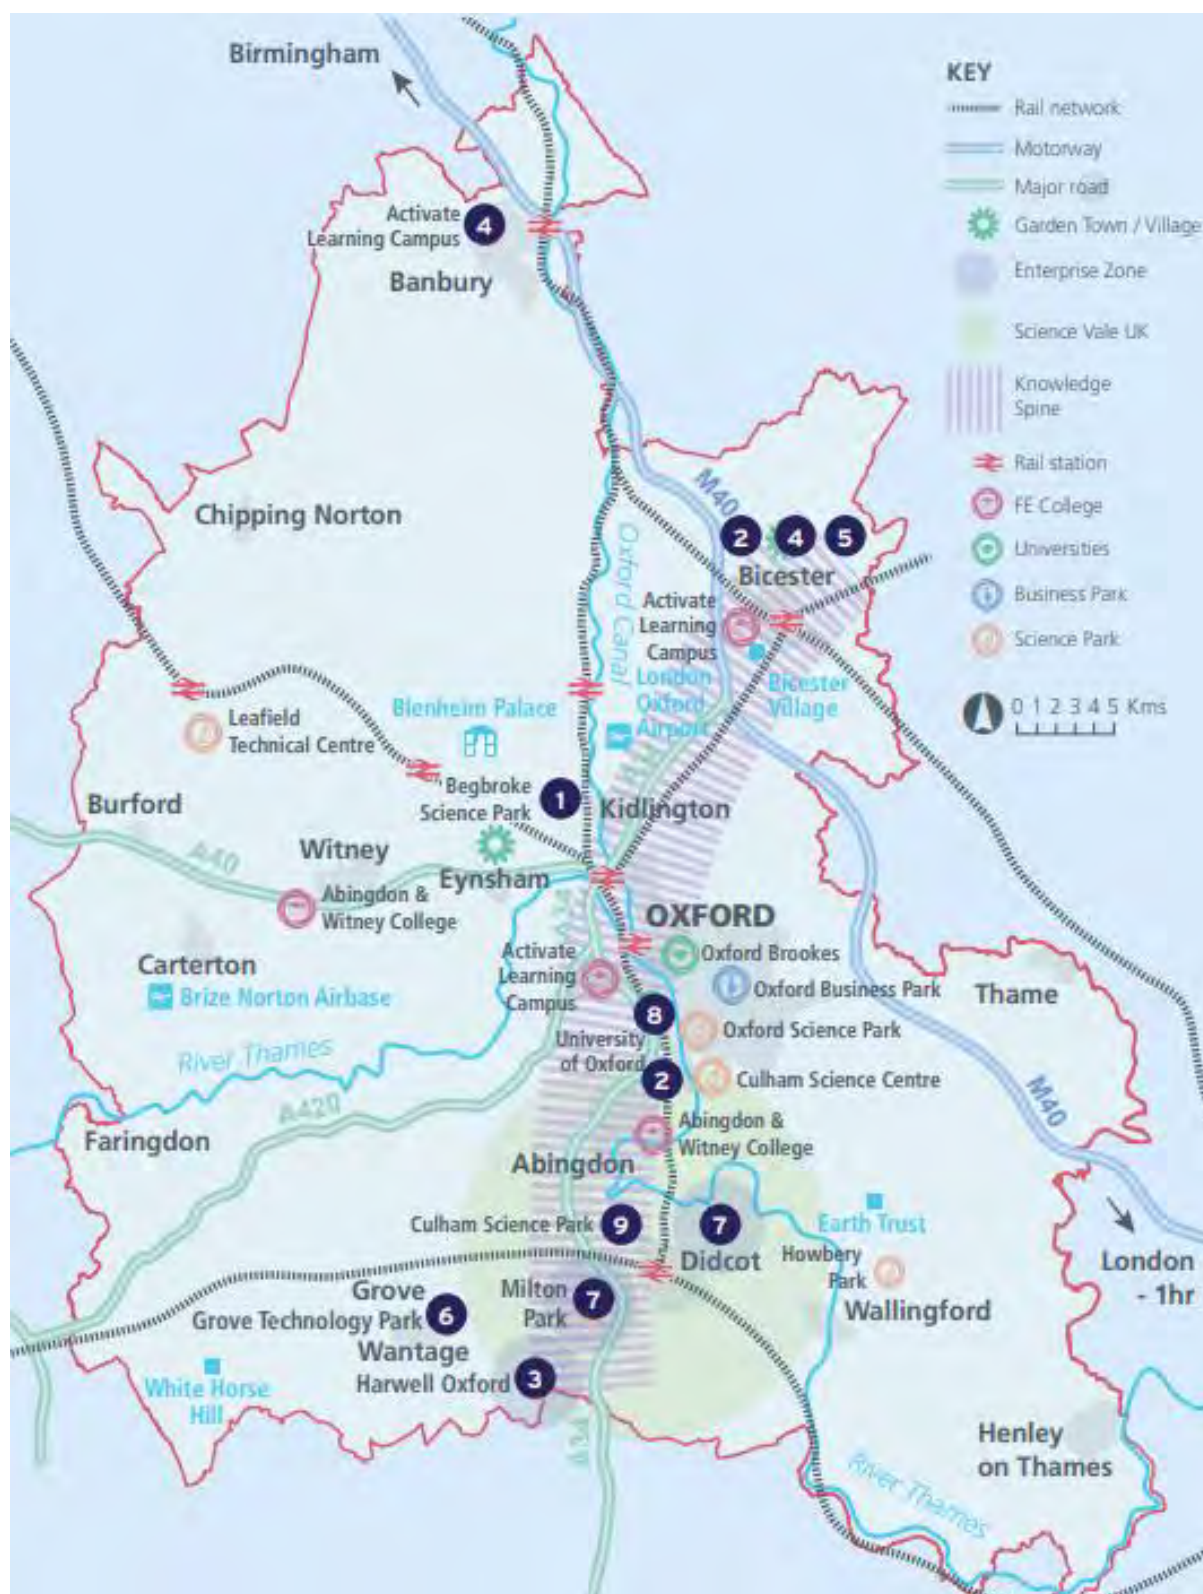 Birmingham
KEY
Rail network
Motorway
Major road
Garden Town / Village
Enterprise Zone
Science Vale UK
Knowledge
Spine
Rail station
FE College
Universities
Business Park
Science Park
0 1 2 3 4 5 Kms
Activate
Learning Campus
4
Banbury
Chipping Norton
M40
2
4
5
Bicester
Oxford Canal
Activate
Learning
Campus
London
Oxford
Airport
Bicester
Village
Leafield
Technical Centre
Blenheim Palace
Begbroke
Science Park
1
Kidlington
Burford
A40
Witney
Eynsham
Abingdon &
Witney College
A34
OXFORD
Oxford Brookes
Activate
Learning
Campus
Oxford Business Park
Carterton
Brize Norton Airbase
Thame
8
Oxford Science Park
University
of Oxford
2
Culham Science Centre
River Thames
A420
M40
Faringdon
Abingdon &
Witney College
Abingdon
Culham Science Park
9
7
Didcot
Earth Trust
Howbery
Park
Wallingford
London
- 1hr
Grove
Grove Technology Park
6
Milton
Park
7
Wantage
Harwell Oxford
3
White Horse
Hill
A34
Henley
on Thames
River Thames